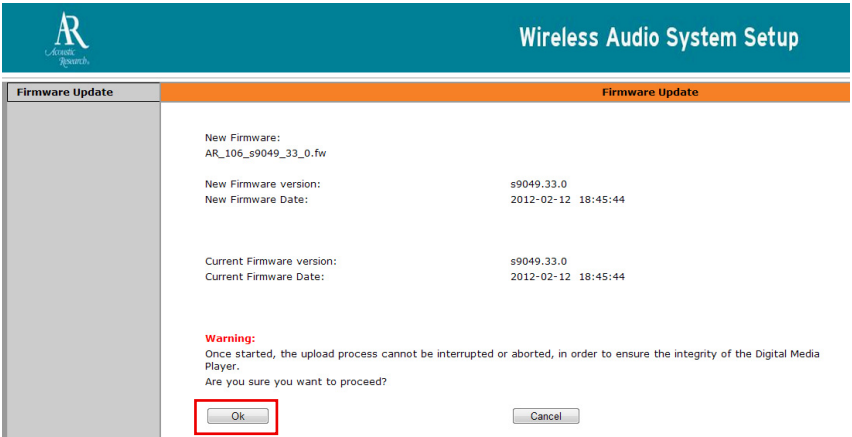 AR
Acoustic
Research
Wireless Audio System Setup
Firmware Update
Firmware Update
New Firmware:
AR_106_s9049_33_0.fw
New Firmware version: s9049.33.0
New Firmware Date: 2012-02-12 18:45:44
Current Firmware version: s9049.33.0
Current Firmware Date: 2012-02-12 18:45:44
Warning:
Once started, the upload process cannot be interrupted or aborted, in order to ensure the integrity of the Digital Media
Player.
Are you sure you want to proceed?
Ok Cancel